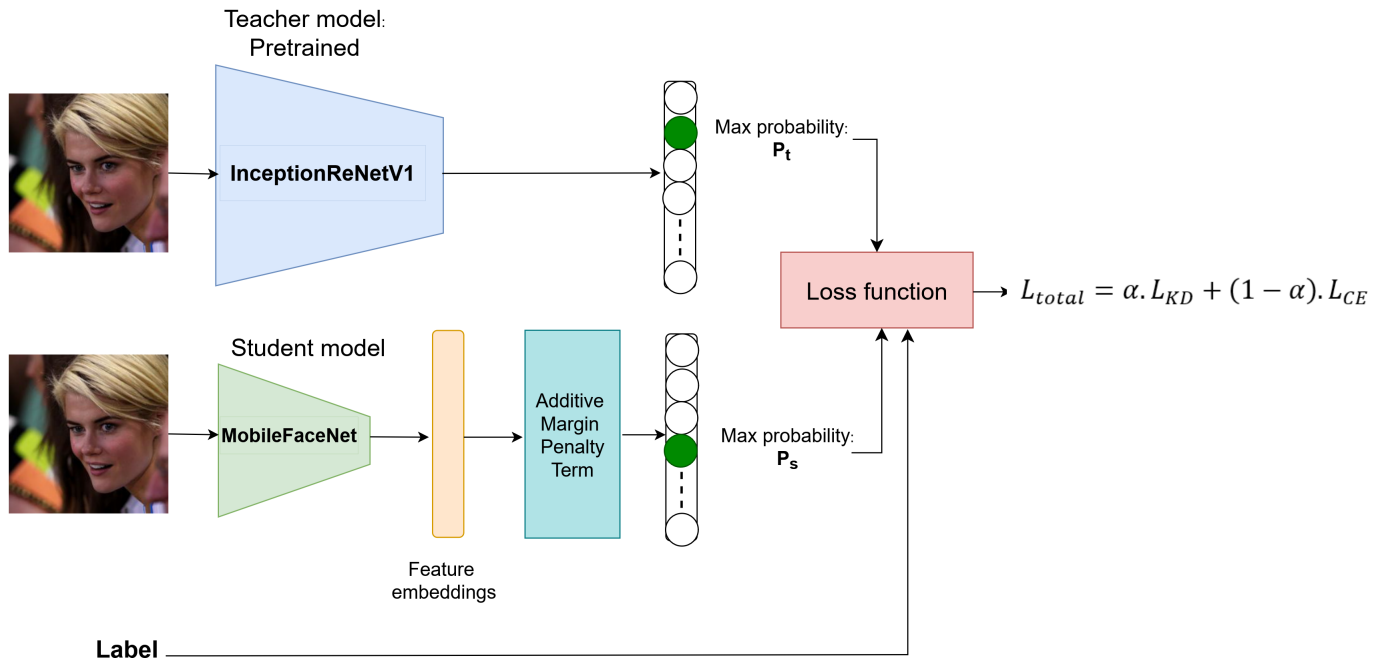 Teacher model:
Pretrained
InceptionReNetV1
Max probability:
Pt
Loss function
L_total = α. L_KD + (1 − α). L_CE
Student model
MobileFaceNet
Additive
Margin
Penalty
Term
Max probability:
Ps
Feature
embeddings
Label